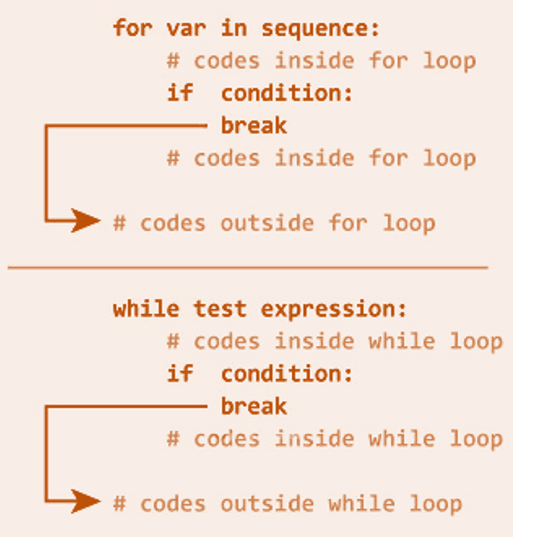 for var in sequence:
    # codes inside for loop
    if  condition:
        break
    # codes inside for loop
# codes outside for loop
while test expression:
    # codes inside while loop
    if  condition:
        break
    # codes inside while loop
# codes outside while loop